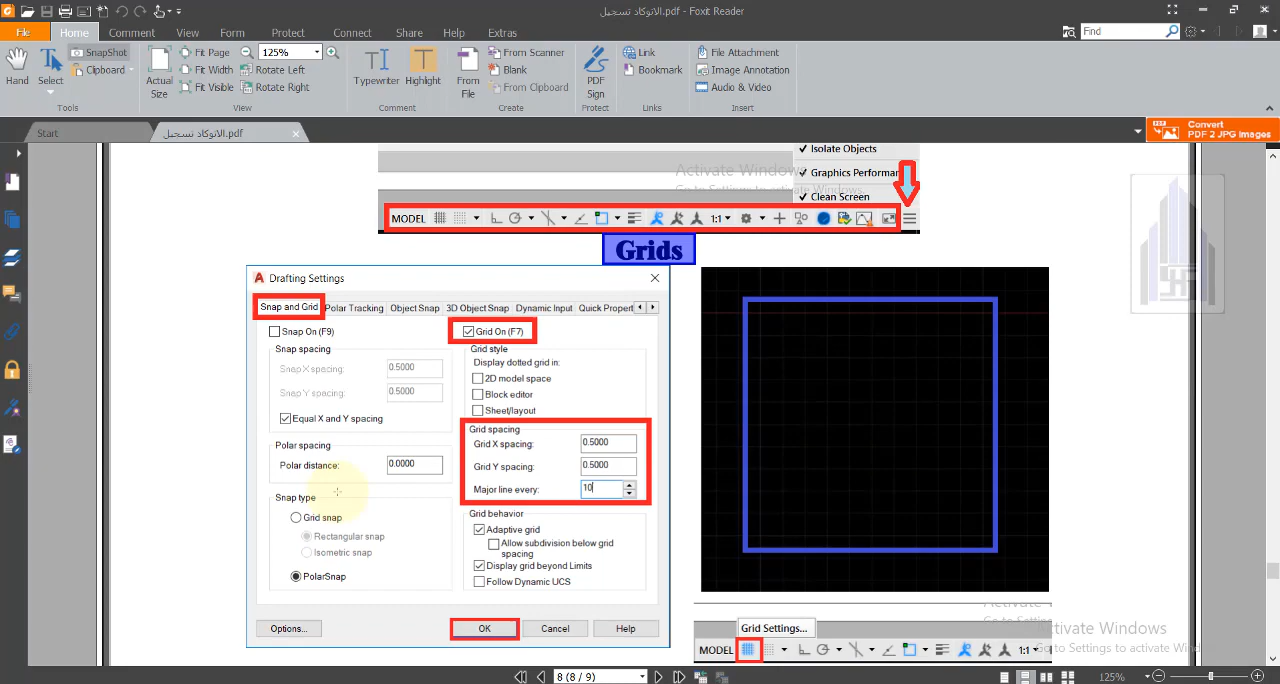 الاتوكاد تسجيل.pdf - Foxit Reader
File Home Comment View Form Protect Connect Share Help Extras Find
SnapShot
Clipboard
Hand Select
Actual Size
Fit Page
Fit Width
Fit Visible
125%
Rotate Left
Rotate Right
Typewriter Highlight
From File
From Scanner
Blank
From Clipboard
PDF Sign
Link
Bookmark
File Attachment
Image Annotation
Audio & Video
Tools View Comment Create Protect Links Insert
Start
الاتوكاد تسجيل.pdf
Convert
PDF 2 JPG Images
Isolate Objects
Activate Windows
Graphics Performan
Go to Settings to activate Windows.
Clean Screen
MODEL 1:1
Grids
Drafting Settings
Snap and Grid Polar Tracking Object Snap 3D Object Snap Dynamic Input Quick Propert
Snap On (F9)
Grid On (F7)
Snap spacing
Snap X spacing: 0.5000
Snap Y spacing: 0.5000
Equal X and Y spacing
Polar spacing
Polar distance: 0.0000
Snap type
Grid snap
Rectangular snap
Isometric snap
PolarSnap
Grid style
Display dotted grid in:
2D model space
Block editor
Sheet/layout
Grid spacing
Grid X spacing: 0.5000
Grid Y spacing: 0.5000
Major line every: 10
Grid behavior
Adaptive grid
Allow subdivision below grid
spacing
Display grid beyond Limits
Follow Dynamic UCS
Options... OK Cancel Help
Grid Settings...
MODEL 1:1
Activate Windows
Go to Settings to activate Windows.
8 (8 / 9)
125%